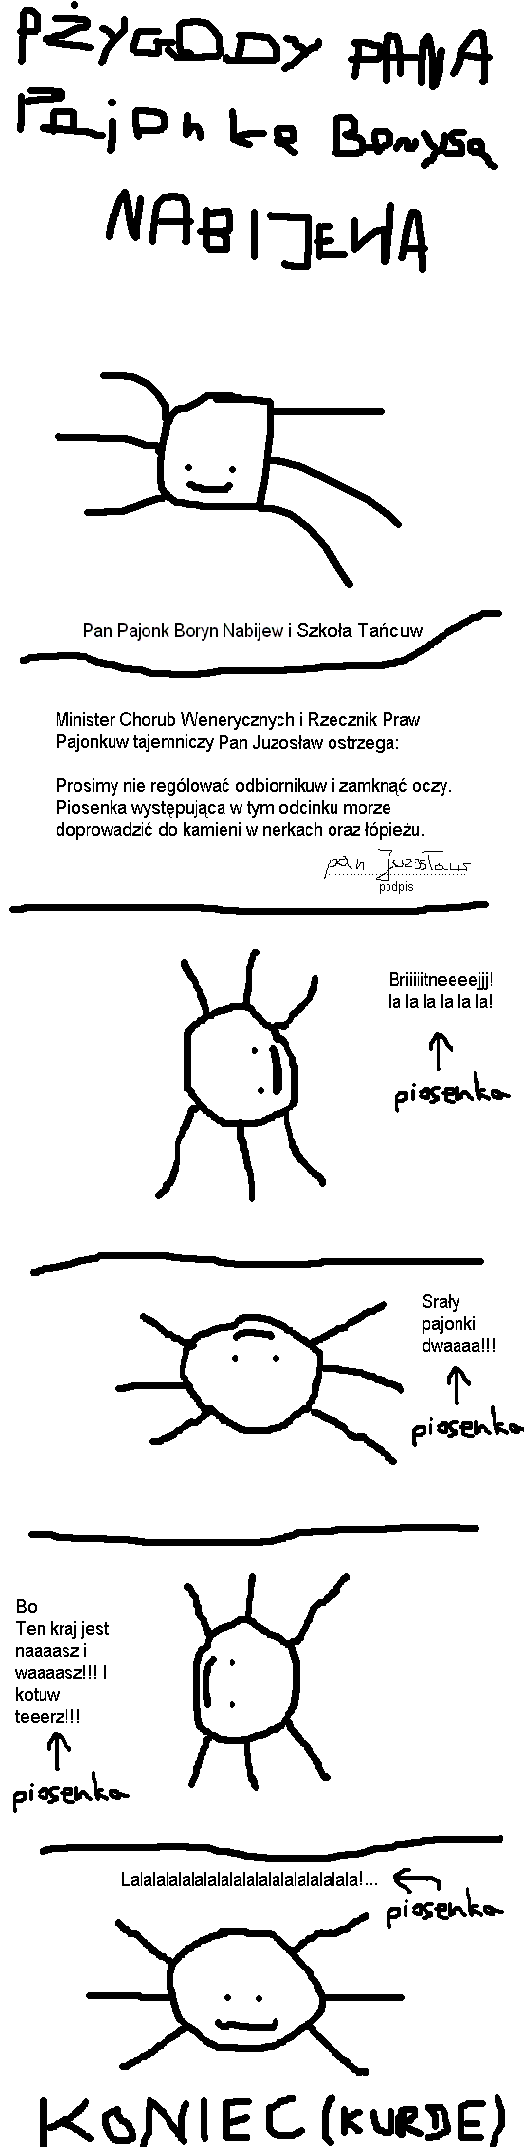 PŻYGODY PANA
PajOnka BOrysa
NABIJEWA
Pan Pajonk Boryn Nabijew i Szkoła Tańcuw
Minister Chorub Wenerycznych i Rzecznik Praw
Pajonkuw tajemniczy Pan Juzosław ostrzega:
Prosimy nie rególować odbiornikuw i zamknąć oczy.
Piosenka występująca w tym odcinku morze
doprowadzić do kamieni w nerkach oraz łópieżu.
pan Juzosław
podpis
Briiiiitneeeejjj!
la la la la la la!
piosenka
Srały
pajonki
dwaaaa!!!
piosenka
Bo
Ten kraj jest
naaaasz i
waaaasz!!! I
kotuw
teeerz!!!
piosenka
Lalalalalalalalalalalalalalalalalalala!...
piosenka
KONIEC (KURDE)